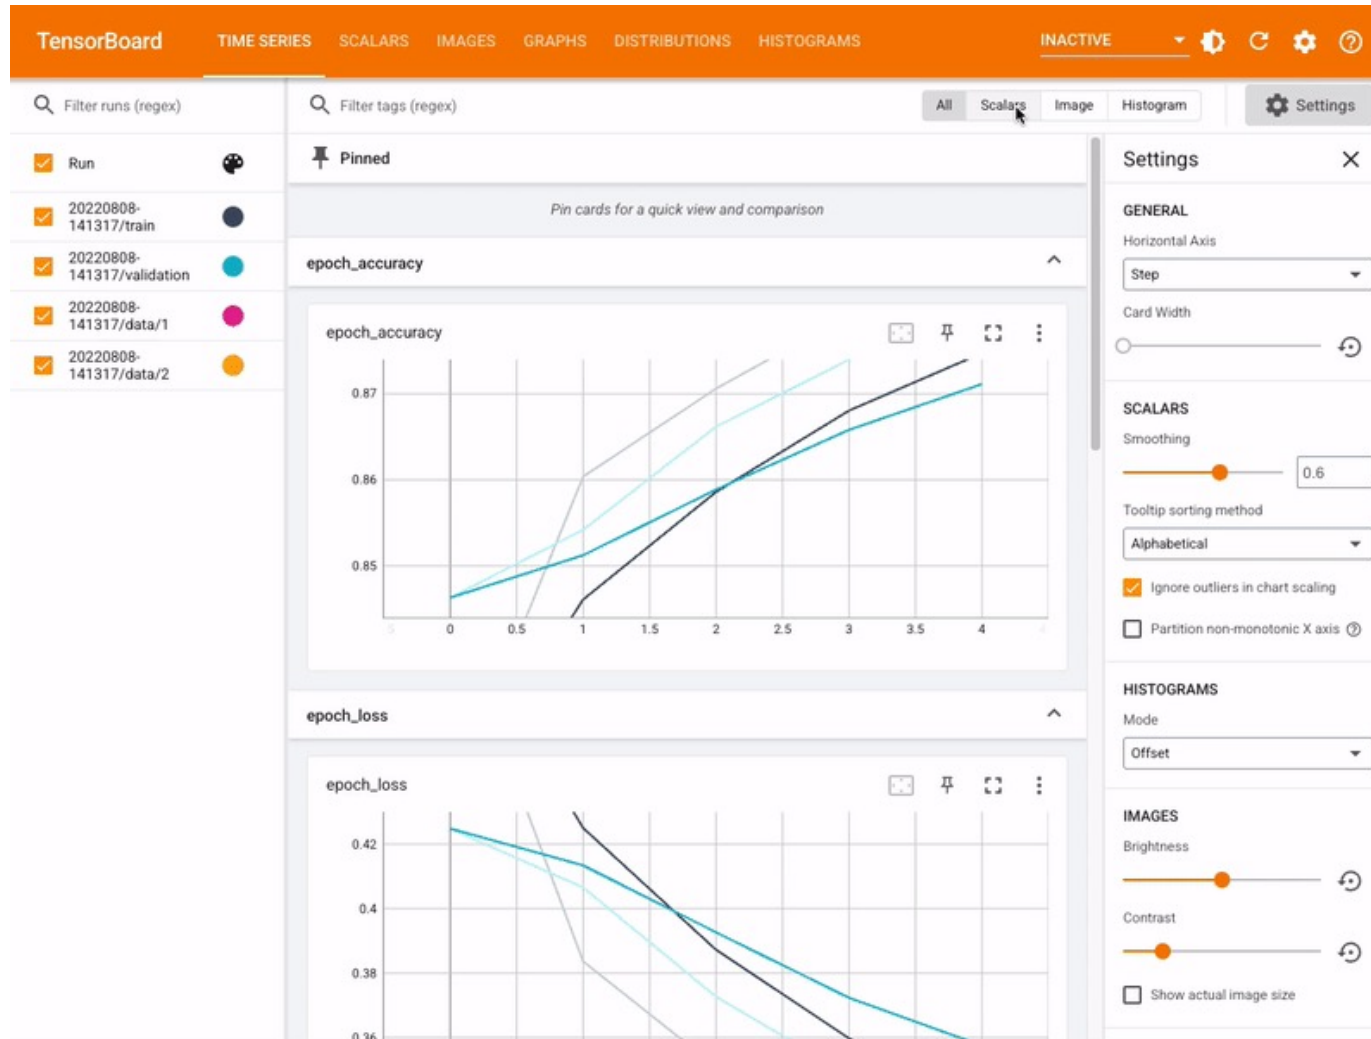 TensorBoard
TIME SERIES
SCALARS
IMAGES
GRAPHS
DISTRIBUTIONS
HISTOGRAMS
INACTIVE
Filter runs (regex)
Filter tags (regex)
All
Scalars
Image
Histogram
Settings
Run
20220808-
141317/train
20220808-
141317/validation
20220808-
141317/data/1
20220808-
141317/data/2
Pinned
Pin cards for a quick view and comparison
epoch_accuracy
epoch_accuracy
0.87
0.86
0.85
0
0.5
1
1.5
2
2.5
3
3.5
4
epoch_loss
epoch_loss
0.42
0.4
0.38
0.36
Settings
GENERAL
Horizontal Axis
Step
Card Width
SCALARS
Smoothing
0.6
Tooltip sorting method
Alphabetical
Ignore outliers in chart scaling
Partition non-monotonic X axis
HISTOGRAMS
Mode
Offset
IMAGES
Brightness
Contrast
Show actual image size